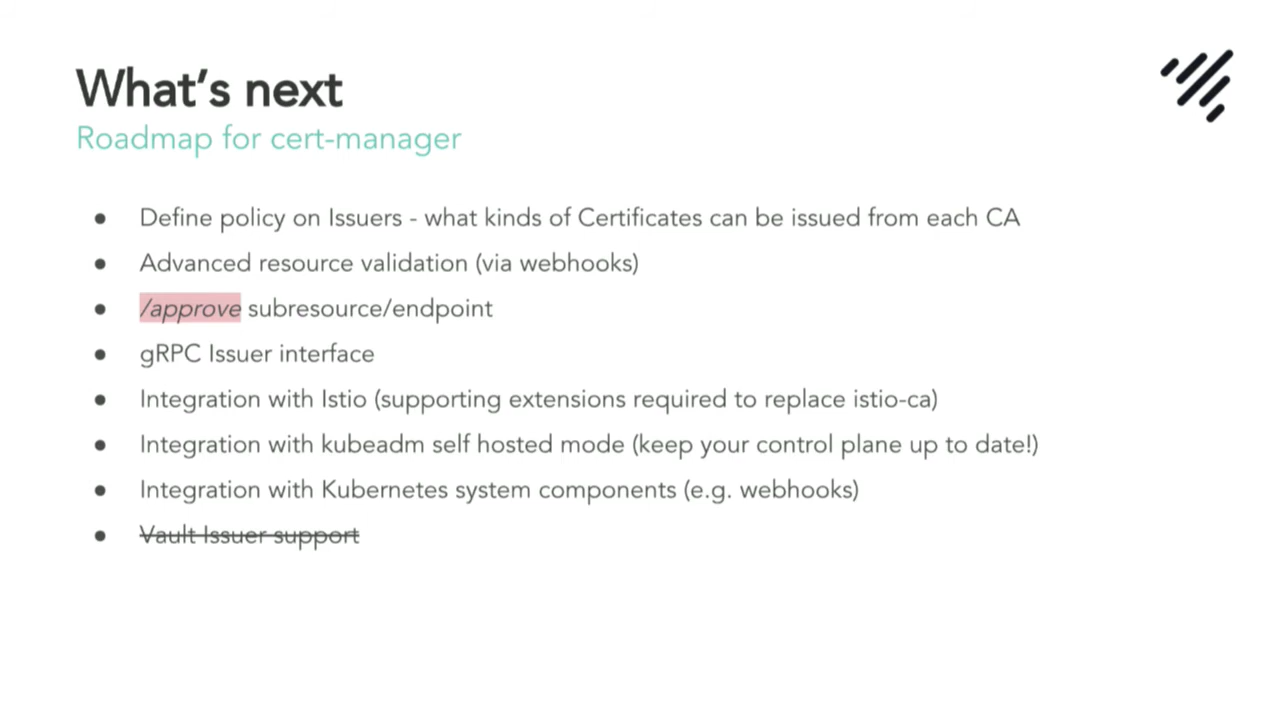 What's next
Roadmap for cert-manager
● Define policy on Issuers - what kinds of Certificates can be issued from each CA
● Advanced resource validation (via webhooks)
● /approve subresource/endpoint
● gRPC Issuer interface
● Integration with Istio (supporting extensions required to replace istio-ca)
● Integration with kubeadm self hosted mode (keep your control plane up to date!)
● Integration with Kubernetes system components (e.g. webhooks)
● Vault Issuer support